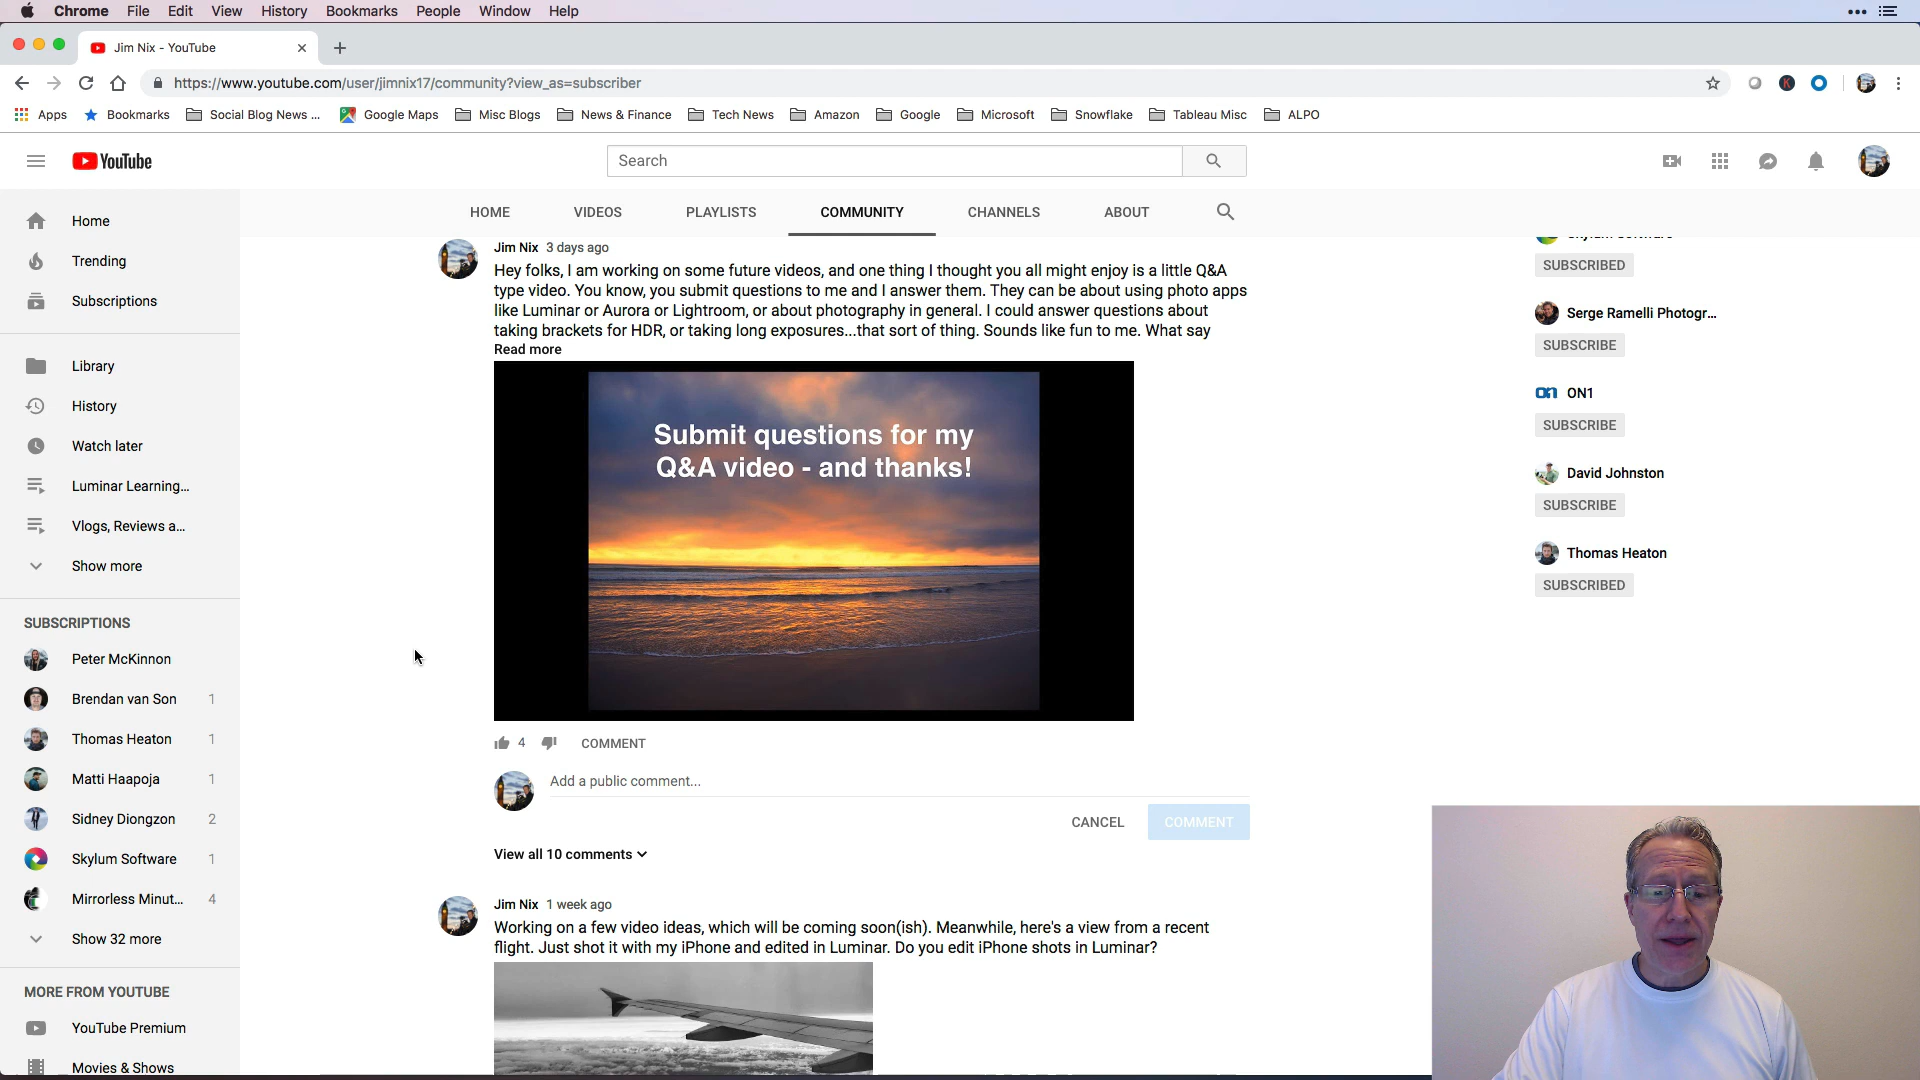 Chrome File Edit View History Bookmarks People Window Help
Jim Nix - YouTube
https://www.youtube.com/user/jimnix17/community?view_as=subscriber
Apps Bookmarks Social Blog News ... Google Maps Misc Blogs News & Finance Tech News Amazon Google Microsoft Snowflake Tableau Misc ALPO
YouTube
Search
HOME VIDEOS PLAYLISTS COMMUNITY CHANNELS ABOUT
Home
Trending
Subscriptions
Library
History
Watch later
Luminar Learning...
Vlogs, Reviews a...
Show more
SUBSCRIPTIONS
Peter McKinnon
Brendan van Son 1
Thomas Heaton 1
Matti Haapoja 1
Sidney Diongzon 2
Skylum Software 1
Mirrorless Minut... 4
Show 32 more
MORE FROM YOUTUBE
YouTube Premium
Movies & Shows
Jim Nix 3 days ago
Hey folks, I am working on some future videos, and one thing I thought you all might enjoy is a little Q&A
type video. You know, you submit questions to me and I answer them. They can be about using photo apps
like Luminar or Aurora or Lightroom, or about photography in general. I could answer questions about
taking brackets for HDR, or taking long exposures...that sort of thing. Sounds like fun to me. What say
Read more
Submit questions for my
Q&A video - and thanks!
4 COMMENT
Add a public comment...
CANCEL COMMENT
View all 10 comments
Jim Nix 1 week ago
Working on a few video ideas, which will be coming soon(ish). Meanwhile, here's a view from a recent
flight. Just shot it with my iPhone and edited in Luminar. Do you edit iPhone shots in Luminar?
SUBSCRIBED
Serge Ramelli Photogr...
SUBSCRIBE
ON1
SUBSCRIBE
David Johnston
SUBSCRIBE
Thomas Heaton
SUBSCRIBED